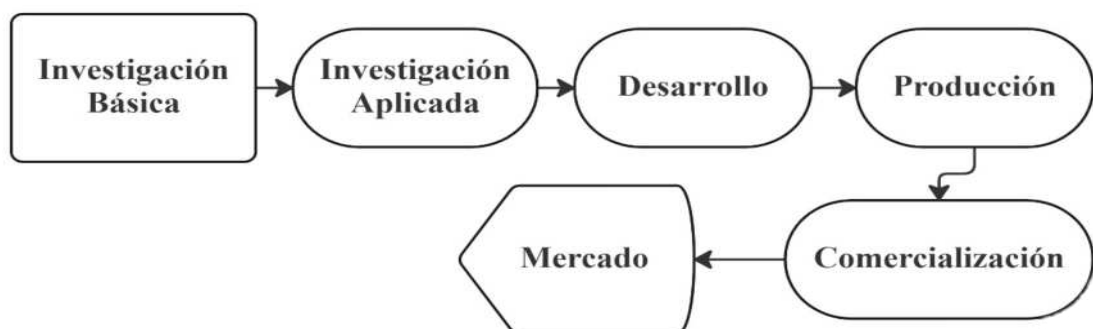 Investigación
Básica
Investigación
Aplicada
Desarrollo
Producción
Comercialización
Mercado